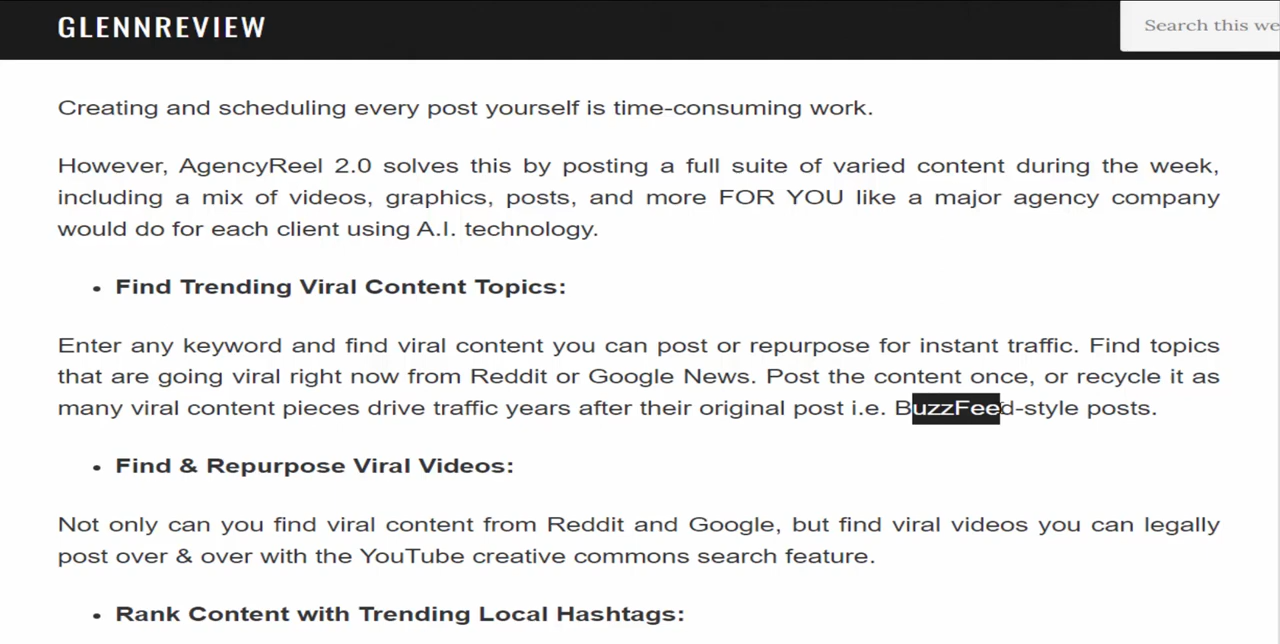 GLENNREVIEW
Search this we
Creating and scheduling every post yourself is time-consuming work.
However, AgencyReel 2.0 solves this by posting a full suite of varied content during the week,
including a mix of videos, graphics, posts, and more FOR YOU like a major agency company
would do for each client using A.I. technology.
• Find Trending Viral Content Topics:
Enter any keyword and find viral content you can post or repurpose for instant traffic. Find topics
that are going viral right now from Reddit or Google News. Post the content once, or recycle it as
many viral content pieces drive traffic years after their original post i.e. BuzzFeed-style posts.
• Find & Repurpose Viral Videos:
Not only can you find viral content from Reddit and Google, but find viral videos you can legally
post over & over with the YouTube creative commons search feature.
• Rank Content with Trending Local Hashtags: